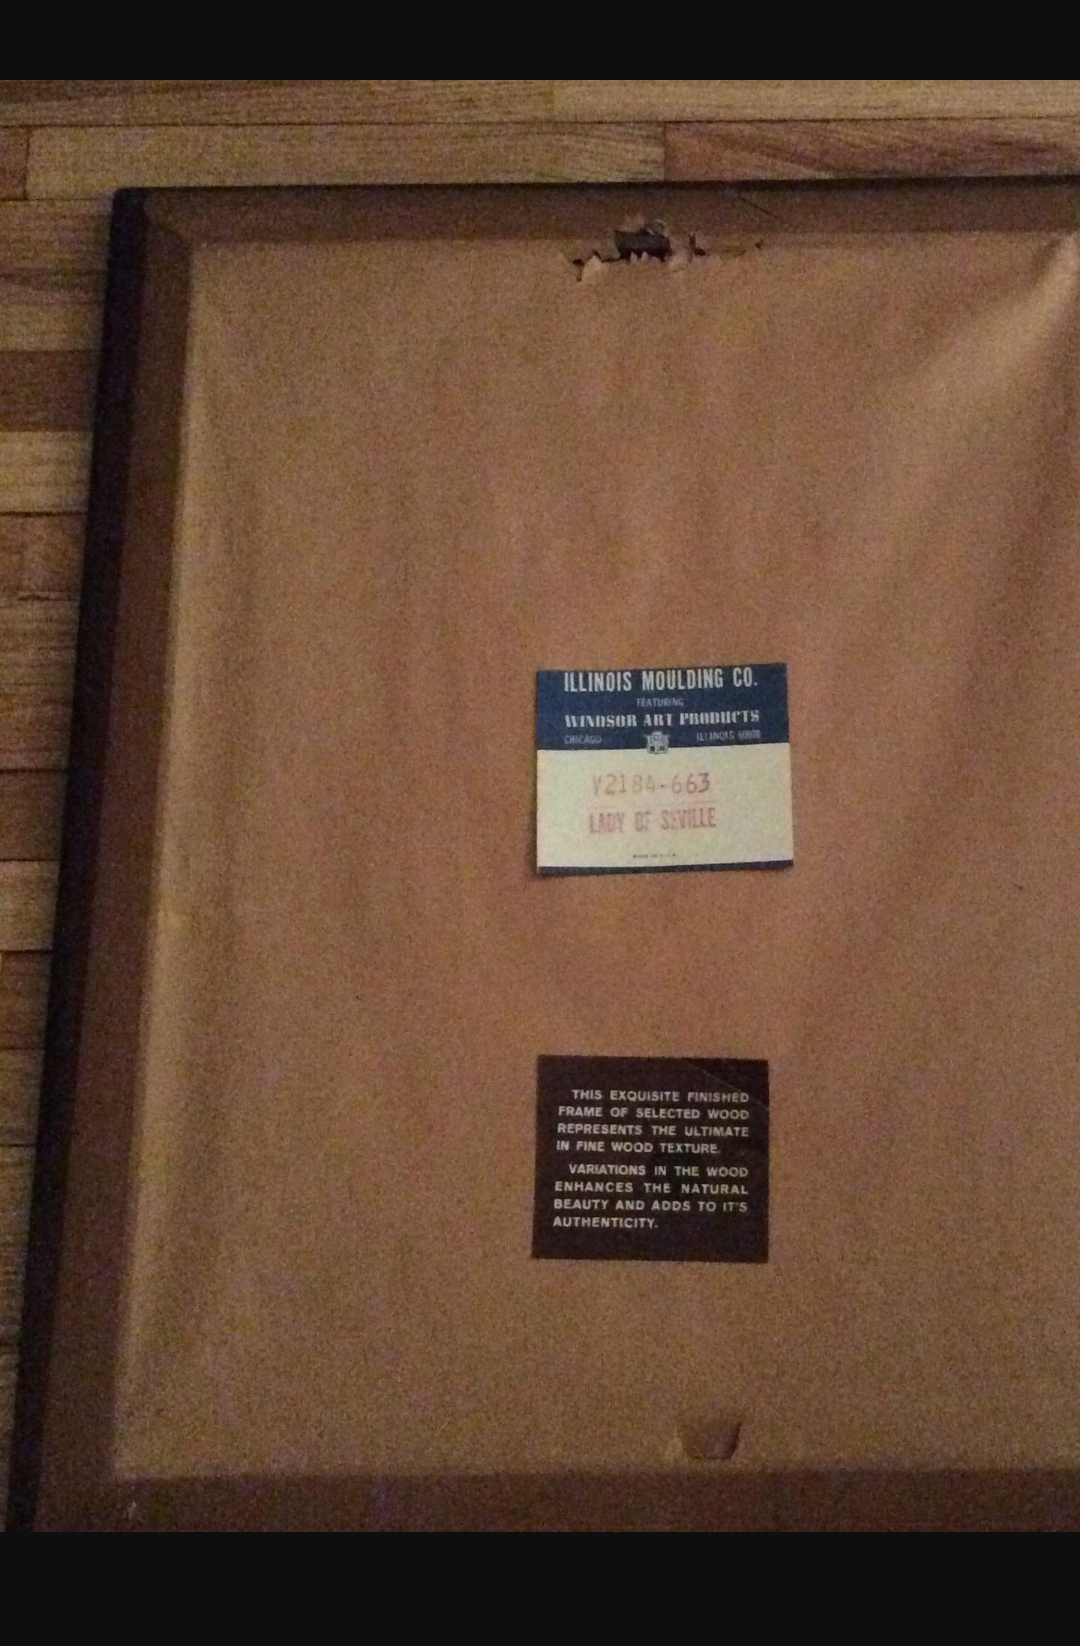 ILLINOIS MOULDING CO.
FEATURING
WINDSOR ART PRODUCTS
CHICAGO ILLINOIS
V2184-663
LADY OF SEVILLE
THIS EXQUISITE FINISHED
FRAME OF SELECTED WOOD
REPRESENTS THE ULTIMATE
IN FINE WOOD TEXTURE.
VARIATIONS IN THE WOOD
ENHANCES THE NATURAL
BEAUTY AND ADDS TO IT'S
AUTHENTICITY.